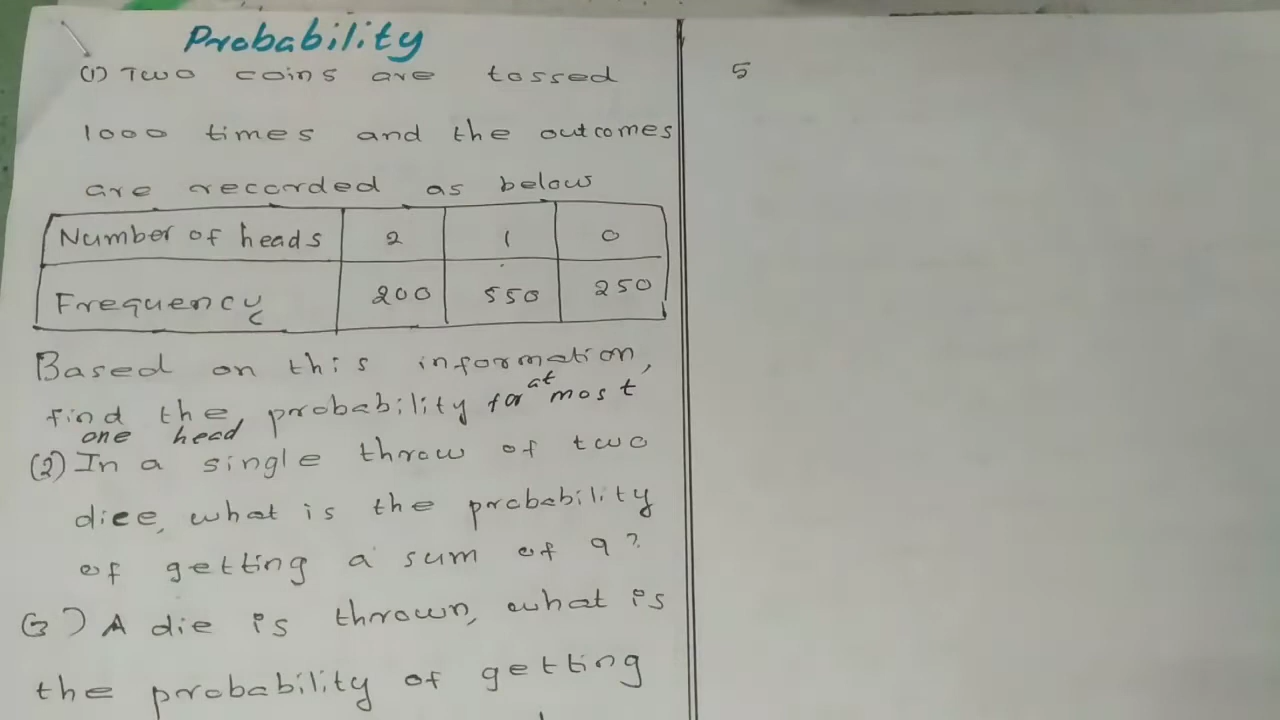 Probability
(1) Two coins are tossed
1000 times and the outcomes
are recorded as below
Number of heads 2 1 0
Frequency 200 550 250
Based on this information,
find the probability for at most
one head
(2) In a single throw of two
dice, what is the probability
of getting a sum of 9?
(3) A die is thrown, what is
the probability of getting
5